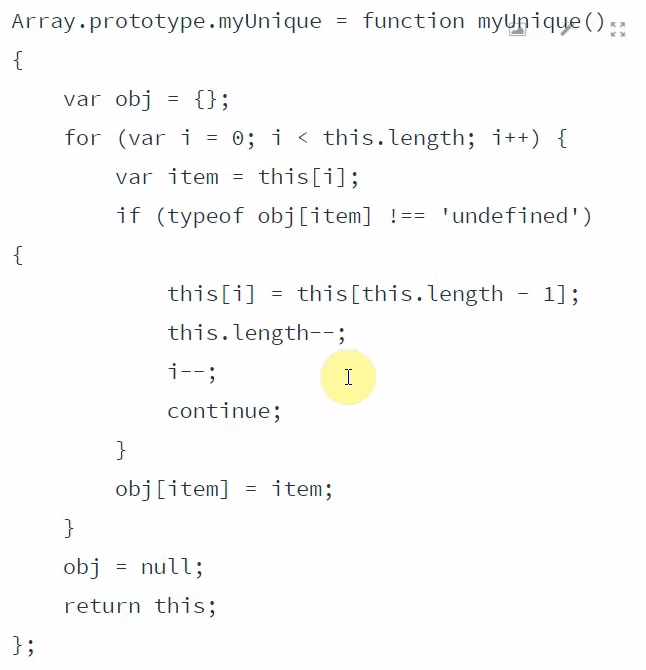 Array.prototype.myUnique = function myUnique()
{
    var obj = {};
    for (var i = 0; i < this.length; i++) {
        var item = this[i];
        if (typeof obj[item] !== 'undefined')
{
            this[i] = this[this.length - 1];
            this.length--;
            i--;
            continue;
        }
        obj[item] = item;
    }
    obj = null;
    return this;
};